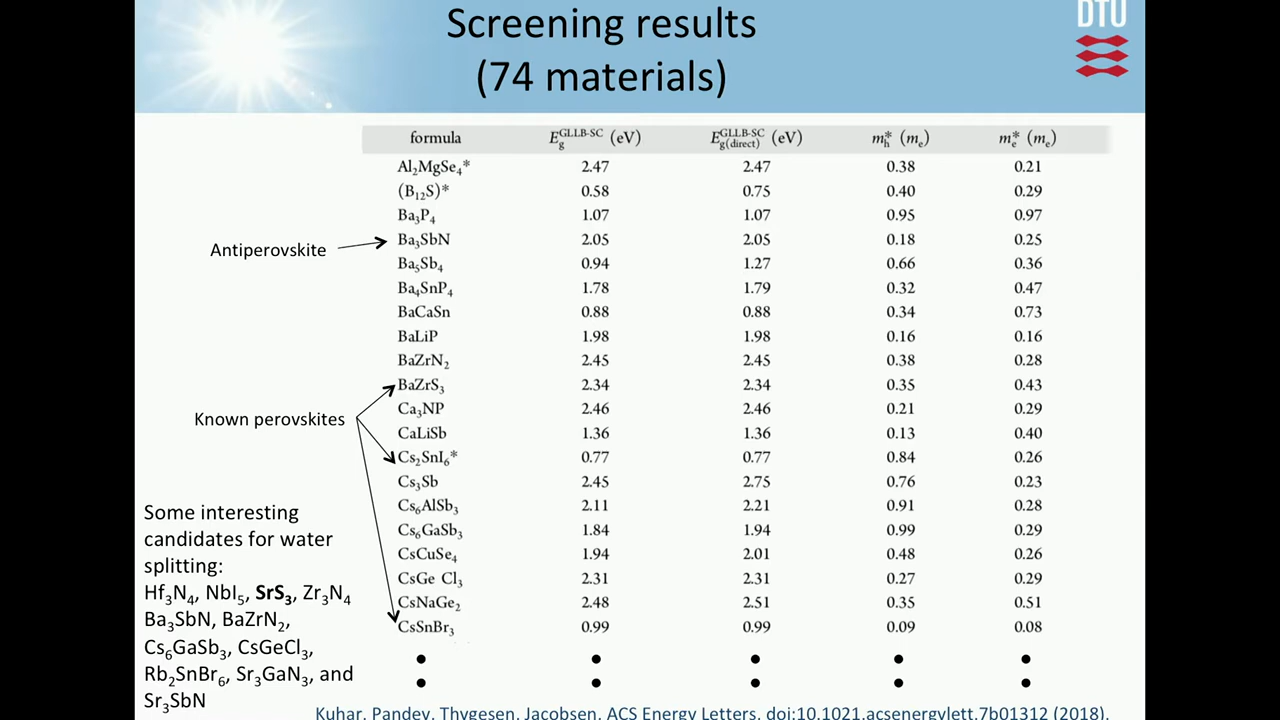 Screening results
(74 materials)
DTU
formula E_g^GLLB-SC (eV) E_g(direct)^GLLB-SC (eV) m_h^* (m_e) m_e^* (m_e)
Al₂MgSe₄* 2.47 2.47 0.38 0.21
(B₁₂S)* 0.58 0.75 0.40 0.29
Ba₃P₄ 1.07 1.07 0.95 0.97
Antiperovskite
Ba₃SbN 2.05 2.05 0.18 0.25
Ba₅Sb₄ 0.94 1.27 0.66 0.36
Ba₄SnP₄ 1.78 1.79 0.32 0.47
BaCaSn 0.88 0.88 0.34 0.73
BaLiP 1.98 1.98 0.16 0.16
BaZrN₂ 2.45 2.45 0.38 0.28
BaZrS₃ 2.34 2.34 0.35 0.43
Known perovskites
Ca₃NP 2.46 2.46 0.21 0.29
CaLiSb 1.36 1.36 0.13 0.40
Cs₂SnI₆* 0.77 0.77 0.84 0.26
Cs₃Sb 2.45 2.75 0.76 0.23
Cs₆AlSb₃ 2.11 2.21 0.91 0.28
Cs₆GaSb₃ 1.84 1.94 0.99 0.29
CsCuSe₄ 1.94 2.01 0.48 0.26
CsGe Cl₃ 2.31 2.31 0.27 0.29
CsNaGe₂ 2.48 2.51 0.35 0.51
CsSnBr₃ 0.99 0.99 0.09 0.08
Some interesting
candidates for water
splitting:
Hf₃N₄, NbI₅, SrS₃, Zr₃N₄
Ba₃SbN, BaZrN₂,
Cs₆GaSb₃, CsGeCl₃,
Rb₂SnBr₆, Sr₃GaN₃, and
Sr₃SbN
Kuhar, Pandey, Thygesen, Jacobsen, ACS Energy Letters, doi:10.1021.acsenergylett.7b01312 (2018).